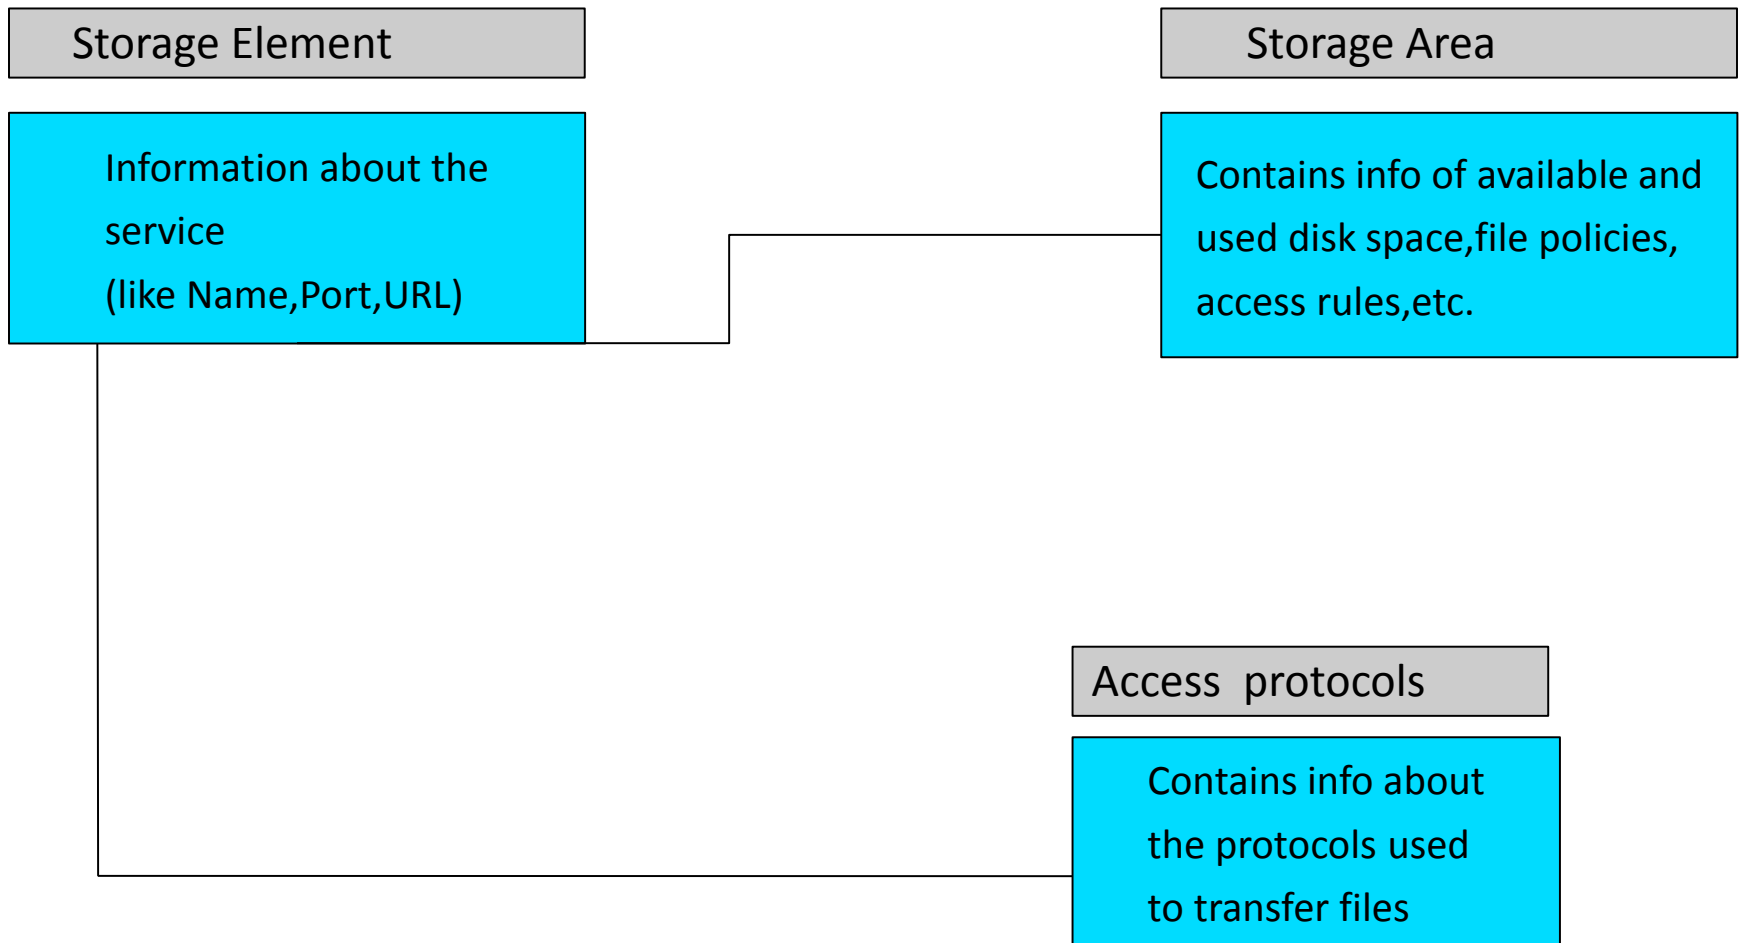 Storage Element
Information about the
service
(like Name,Port,URL)
Storage Area
Contains info of available and
used disk space,file policies,
access rules,etc.
Access  protocols
Contains info about
the protocols used
to transfer files